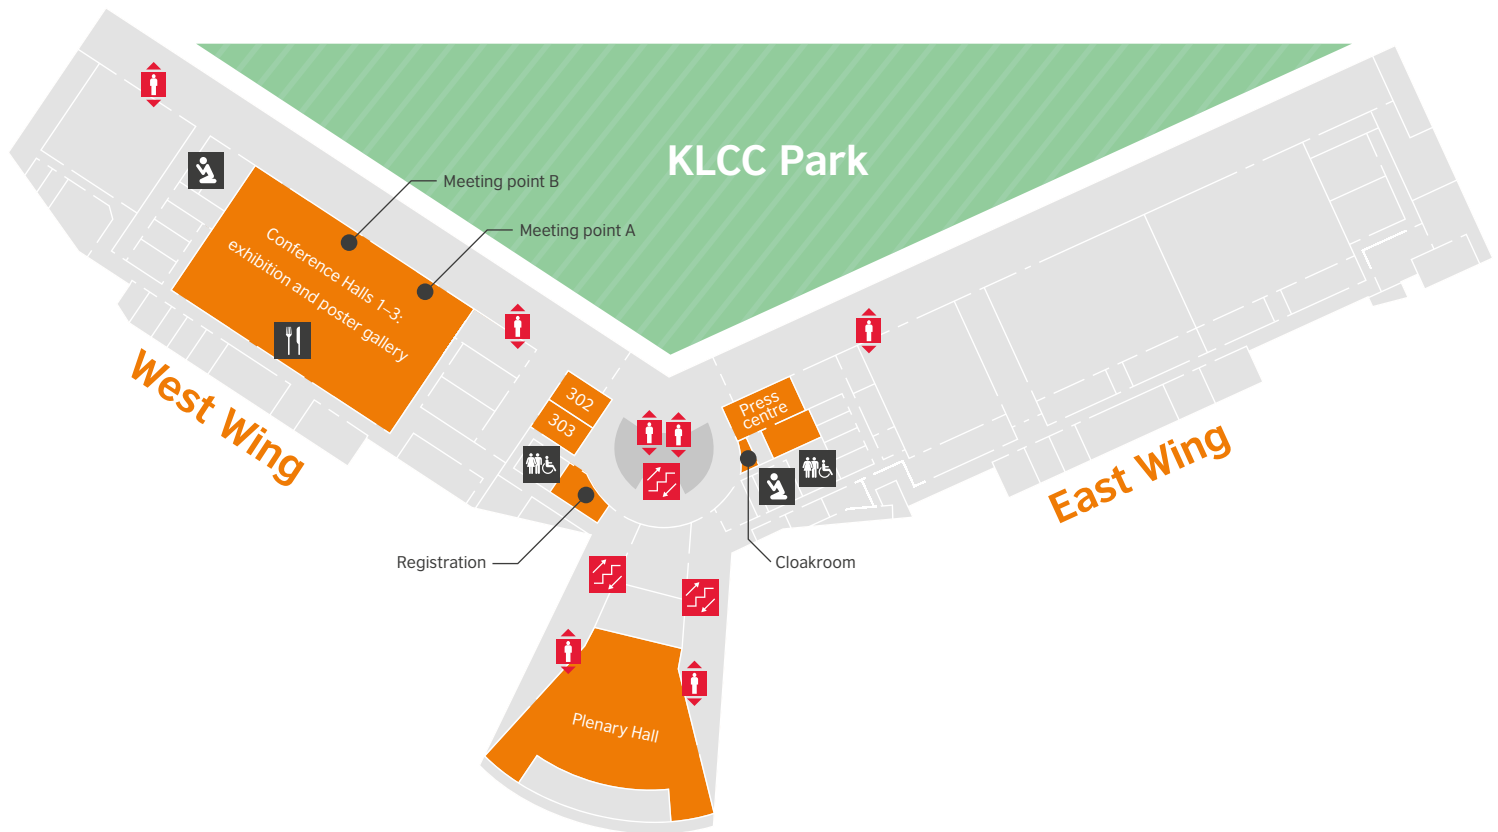 KLCC Park
Meeting point B
Meeting point A
Conference Halls 1–3:
exhibition and poster gallery
West Wing
302
303
Press
centre
East Wing
Registration
Cloakroom
Plenary Hall